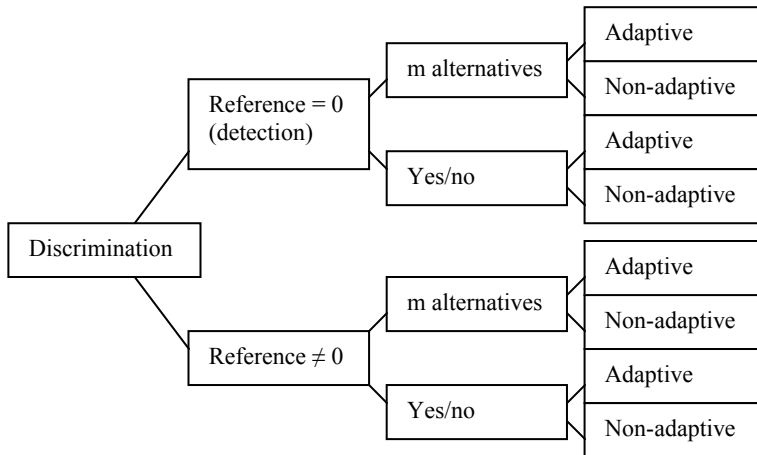 Discrimination
Reference = 0
(detection)
m alternatives
Adaptive
Non-adaptive
Yes/no
Adaptive
Non-adaptive
Reference ≠ 0
m alternatives
Adaptive
Non-adaptive
Yes/no
Adaptive
Non-adaptive